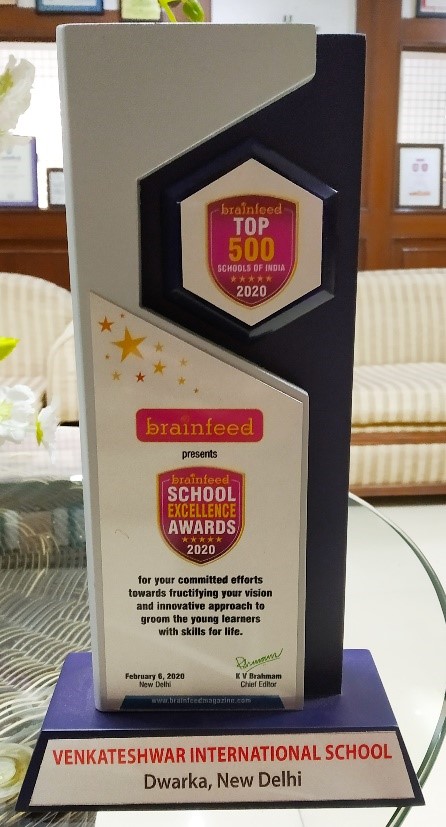 brainfeed
TOP
500
SCHOOLS OF INDIA
2020
brainfeed
presents
brainfeed
SCHOOL
EXCELLENCE
AWARDS
2020
for your committed efforts
towards fructifying your vision
and innovative approach to
groom the young learners
with skills for life.
February 6, 2020
New Delhi
K V Brahmam
Chief Editor
www.brainfeedmagazine.com
VENKATESHWAR INTERNATIONAL SCHOOL
Dwarka, New Delhi